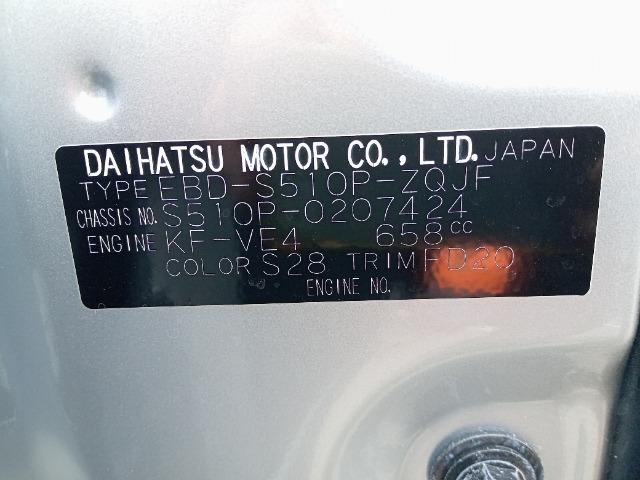 DAIHATSU MOTOR CO., LTD. JAPAN
TYPE EBD-S510P-ZQJF
CHASSIS NO. S510P-0207424
ENGINE KF-VE4 658cc
COLOR S28 TRIM FD20
ENGINE NO.